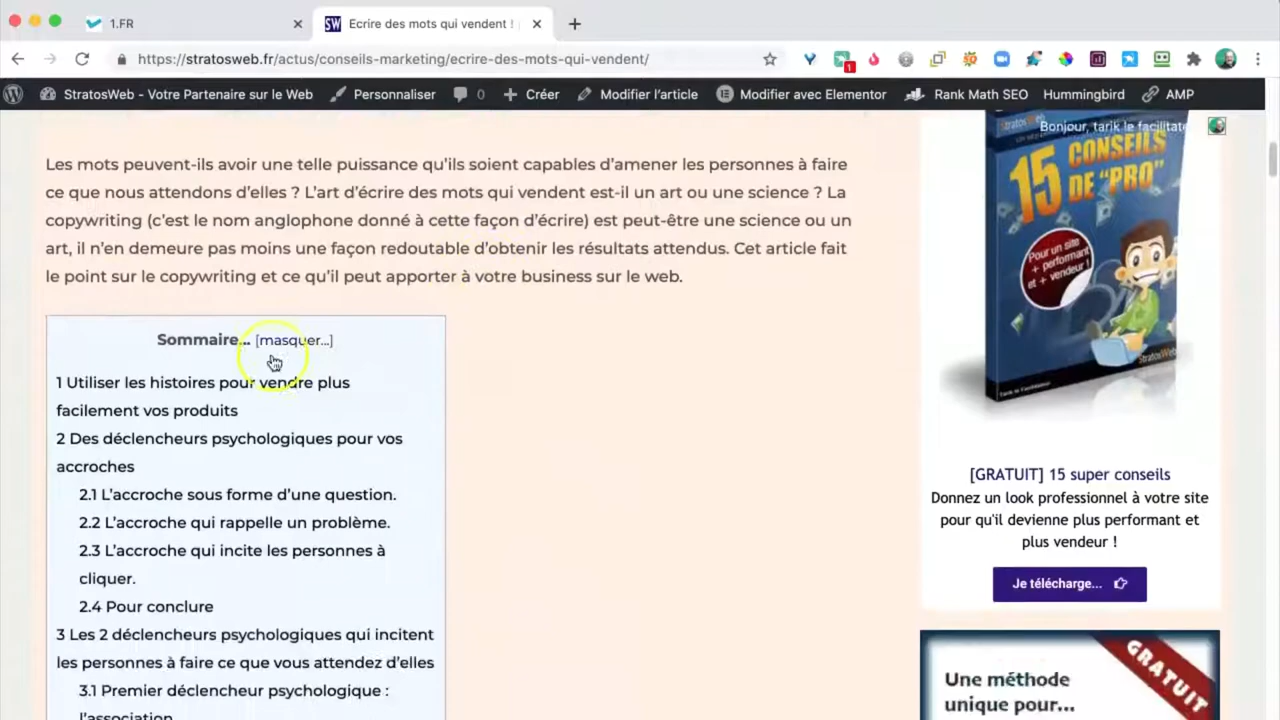 1.FR
SW Ecrire des mots qui vendent !
https://stratosweb.fr/actus/conseils-marketing/ecrire-des-mots-qui-vendent/
1
StratosWeb - Votre Partenaire sur le Web Personnaliser 0 Créer Modifier l'article Modifier avec Elementor Rank Math SEO Hummingbird AMP
Bonjour, tarik le facilitate
Les mots peuvent-ils avoir une telle puissance qu'ils soient capables d'amener les personnes à faire
ce que nous attendons d'elles ? L'art d'écrire des mots qui vendent est-il un art ou une science ? La
copywriting (c'est le nom anglophone donné à cette façon d'écrire) est peut-être une science ou un
art, il n'en demeure pas moins une façon redoutable d'obtenir les résultats attendus. Cet article fait
le point sur le copywriting et ce qu'il peut apporter à votre business sur le web.
Sommaire... [masquer...]
1 Utiliser les histoires pour vendre plus
facilement vos produits
2 Des déclencheurs psychologiques pour vos
accroches
2.1 L'accroche sous forme d'une question.
2.2 L'accroche qui rappelle un problème.
2.3 L'accroche qui incite les personnes à
cliquer.
2.4 Pour conclure
3 Les 2 déclencheurs psychologiques qui incitent
les personnes à faire ce que vous attendez d'elles
3.1 Premier déclencheur psychologique :
l'association
StratosWeb
15 CONSEILS
DE "PRO"
Pour un site
+ performant
et + vendeur !
StratosWeb
[GRATUIT] 15 super conseils
Donnez un look professionnel à votre site
pour qu'il devienne plus performant et
plus vendeur !
Je télécharge...
GRATUIT
Une méthode
unique pour...